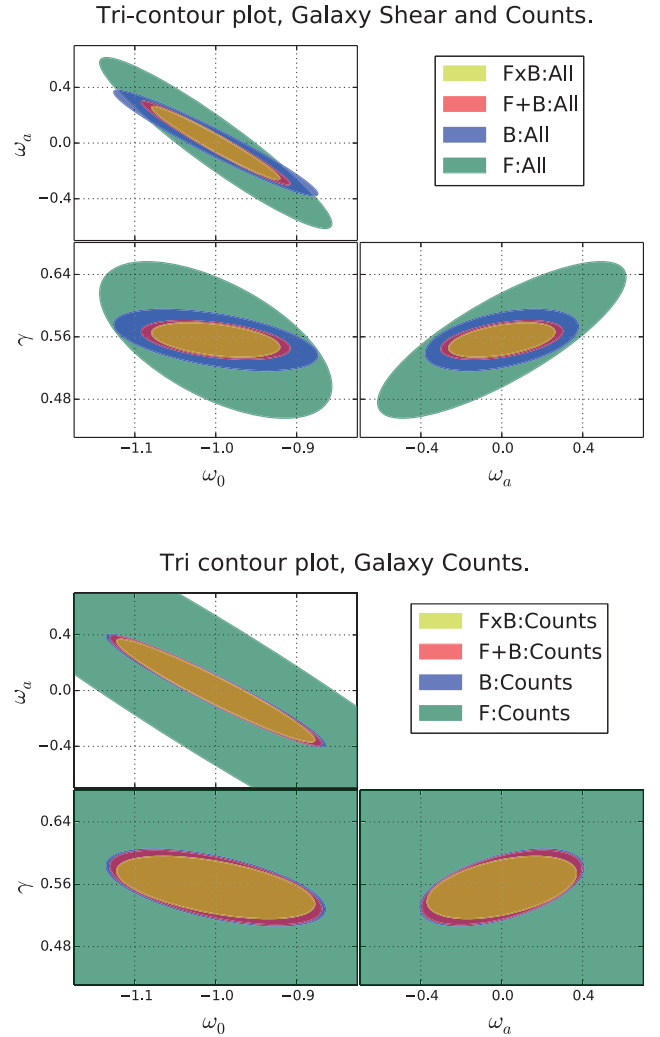 Tri-contour plot, Galaxy Shear and Counts.
FxB:All
F+B:All
B:All
F:All
0.4
0.0
−0.4
ωₐ
0.64
0.56
0.48
γ
−1.1
−1.0
−0.9
ω₀
−0.4
0.0
0.4
ωₐ
Tri contour plot, Galaxy Counts.
FxB:Counts
F+B:Counts
B:Counts
F:Counts
0.4
0.0
−0.4
ωₐ
0.64
0.56
0.48
γ
−1.1
−1.0
−0.9
ω₀
−0.4
0.0
0.4
ωₐ